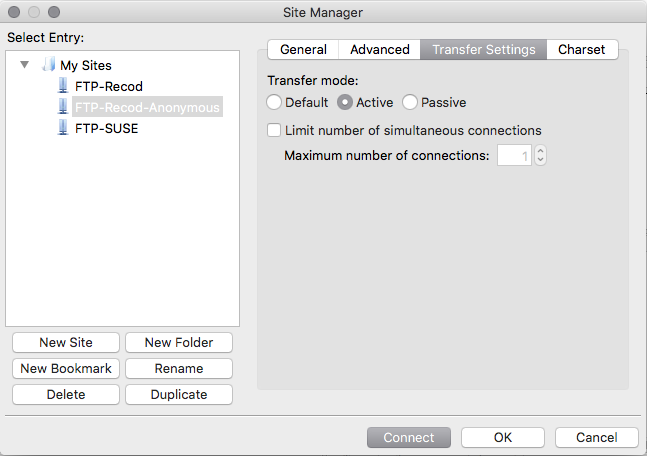 Site Manager
Select Entry:
My Sites
FTP-Recod
FTP-Recod-Anonymous
FTP-SUSE
New Site
New Folder
New Bookmark
Rename
Delete
Duplicate
General
Advanced
Transfer Settings
Charset
Transfer mode:
Default
Active
Passive
Limit number of simultaneous connections
Maximum number of connections: 1
Connect
OK
Cancel